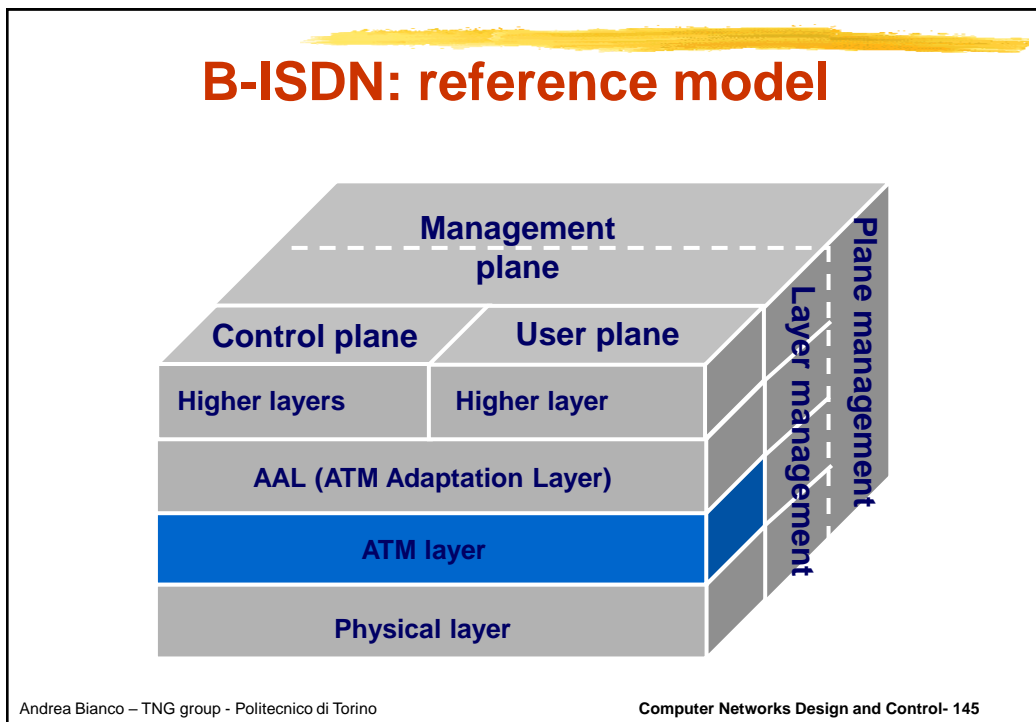 B-ISDN: reference model
Management
plane
Control plane
User plane
Higher layers
Higher layer
AAL (ATM Adaptation Layer)
ATM layer
Physical layer
Layer management
Plane management
Andrea Bianco – TNG group - Politecnico di Torino
Computer Networks Design and Control- 145